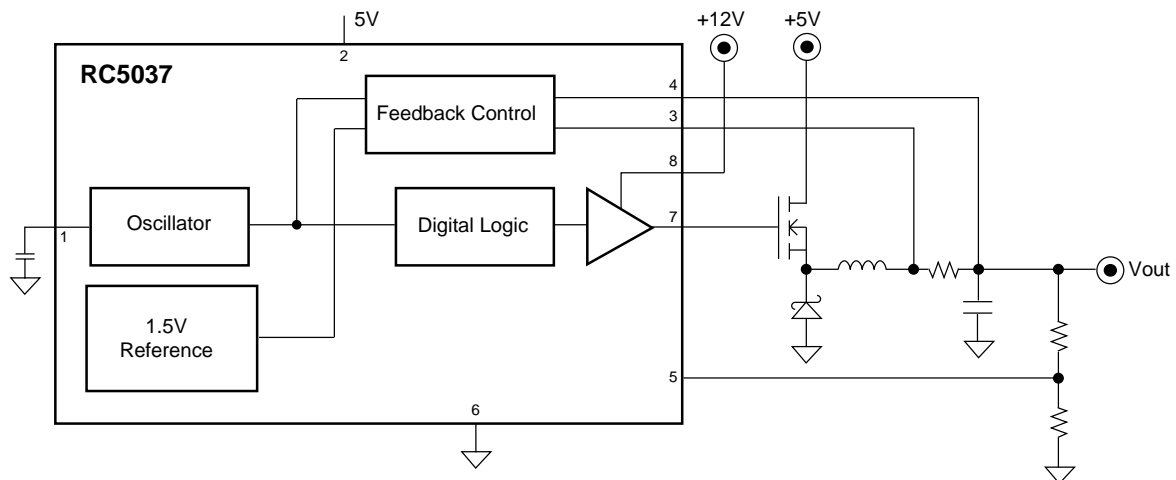 5V
+12V
+5V
2
RC5037
4
Feedback Control
3
8
Oscillator
Digital Logic
7
1
Vout
1.5V
Reference
5
6